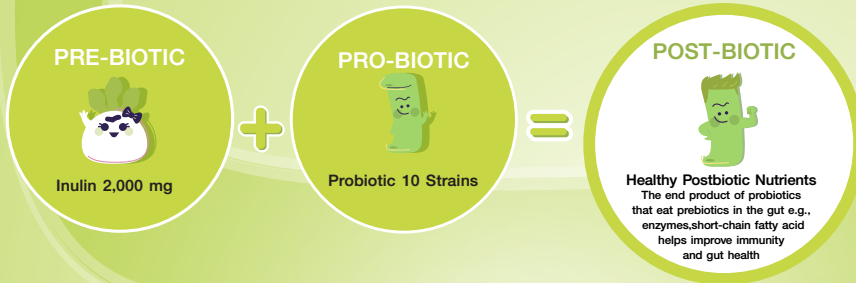 PRE-BIOTIC
Inulin 2,000 mg
+
PRO-BIOTIC
Probiotic 10 Strains
=
POST-BIOTIC
Healthy Postbiotic Nutrients
The end product of probiotics
that eat prebiotics in the gut e.g.,
enzymes,short-chain fatty acid
helps improve immunity
and gut health